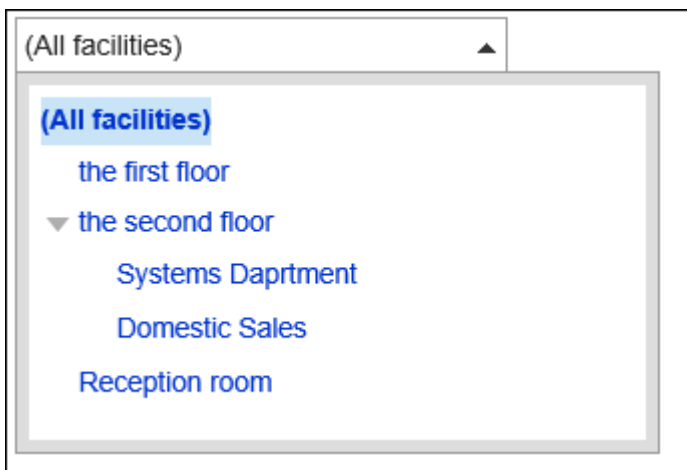 (All facilities)
(All facilities)
the first floor
the second floor
Systems Daprtment
Domestic Sales
Reception room